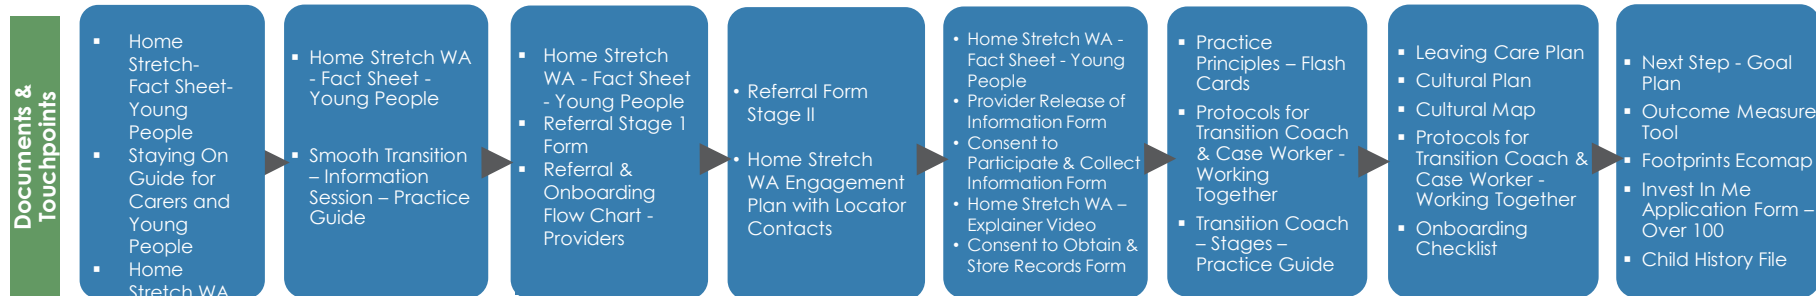 Documents &
Touchpoints
▪ Home
Stretch-
Fact Sheet-
Young
People
▪ Staying On
Guide for
Carers and
Young
People
▪ Home
Stretch WA
▪ Home Stretch WA
- Fact Sheet -
Young People
▪ Smooth Transition
– Information
Session – Practice
Guide
▪ Home Stretch
WA - Fact Sheet
- Young People
▪ Referral Stage 1
Form
▪ Referral &
Onboarding
Flow Chart -
Providers
• Referral Form
Stage II
• Home Stretch
WA Engagement
Plan with Locator
Contacts
• Home Stretch WA -
Fact Sheet - Young
People
• Provider Release of
Information Form
• Consent to
Participate & Collect
Information Form
• Home Stretch WA –
Explainer Video
• Consent to Obtain &
Store Records Form
▪ Practice
Principles – Flash
Cards
▪ Protocols for
Transition Coach
& Case Worker -
Working
Together
▪ Transition Coach
– Stages –
Practice Guide
▪ Leaving Care Plan
▪ Cultural Plan
▪ Cultural Map
▪ Protocols for
Transition Coach &
Case Worker -
Working Together
▪ Onboarding
Checklist
▪ Next Step - Goal
Plan
▪ Outcome Measure
Tool
▪ Footprints Ecomap
▪ Invest In Me
Application Form –
Over 100
▪ Child History File